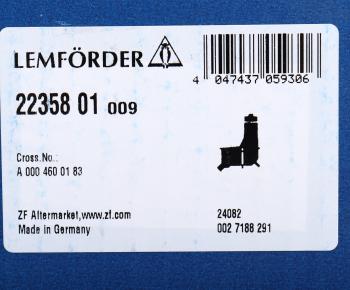 LEMFÖRDER
4 047437 059306
22358 01 009
Cross.No.:
A 000 460 01 83
ZF Aftermarket,www.zf.com
Made in Germany
24082
002 7188 291